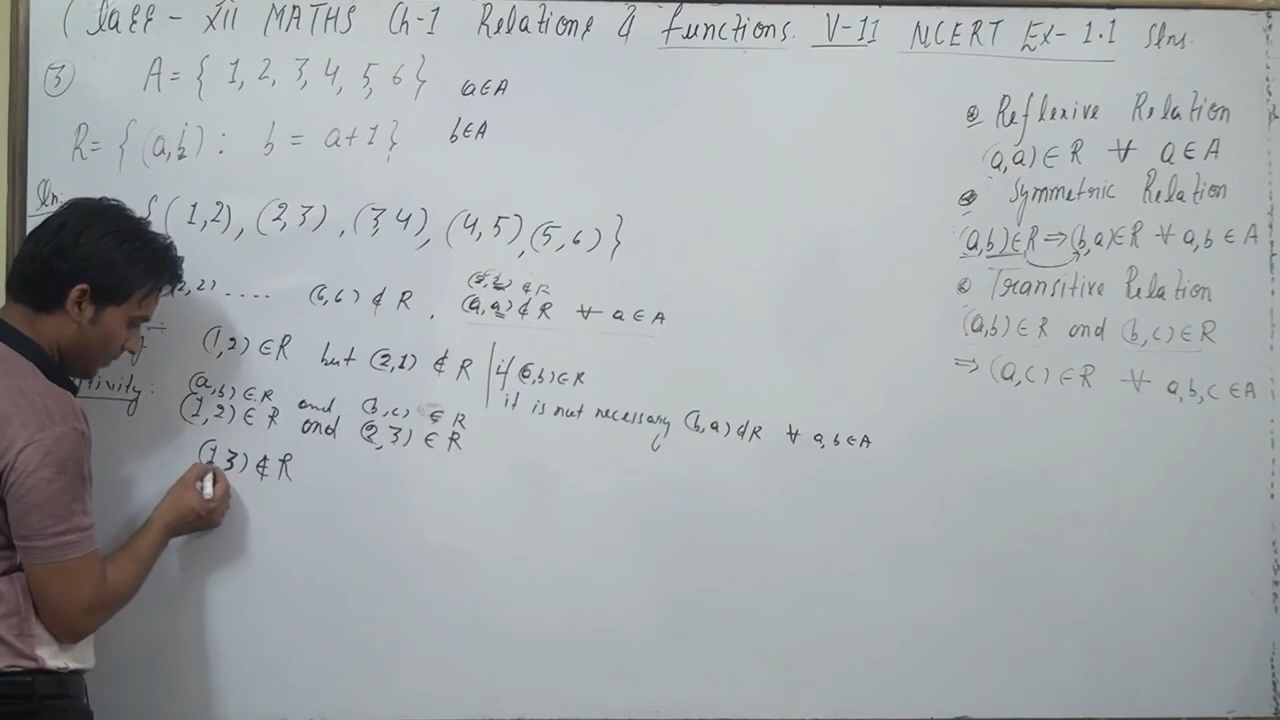 Class - XII MATHS Ch-1 Relations & functions. V-11 NCERT Ex-1.1 Slns.
③ A = { 1, 2, 3, 4, 5, 6 } a∈A
R = { (a,b) : b = a+1 } b∈A
Sln:
{ (1,2), (2,3), (3,4), (4,5), (5,6) }
(2,2) .... (6,6) ∉ R , (a,a) ∉ R ∀ a∈A
(1,2) ∈ R but (2,1) ∉ R | if (a,b) ∈ R
it is not necessary (b,a) ∉ R ∀ a,b ∈ A
(a,b) ∈ R and (b,c) ∈ R
(1,2) ∈ R and (2,3) ∈ R
(1,3) ∉ R
Reflexive Relation
(a,a) ∈ R ∀ a ∈ A
Symmetric Relation
(a,b) ∈ R ⇒ (b,a) ∈ R ∀ a,b ∈ A
Transitive Relation
(a,b) ∈ R and (b,c) ∈ R
⇒ (a,c) ∈ R ∀ a,b,c ∈ A